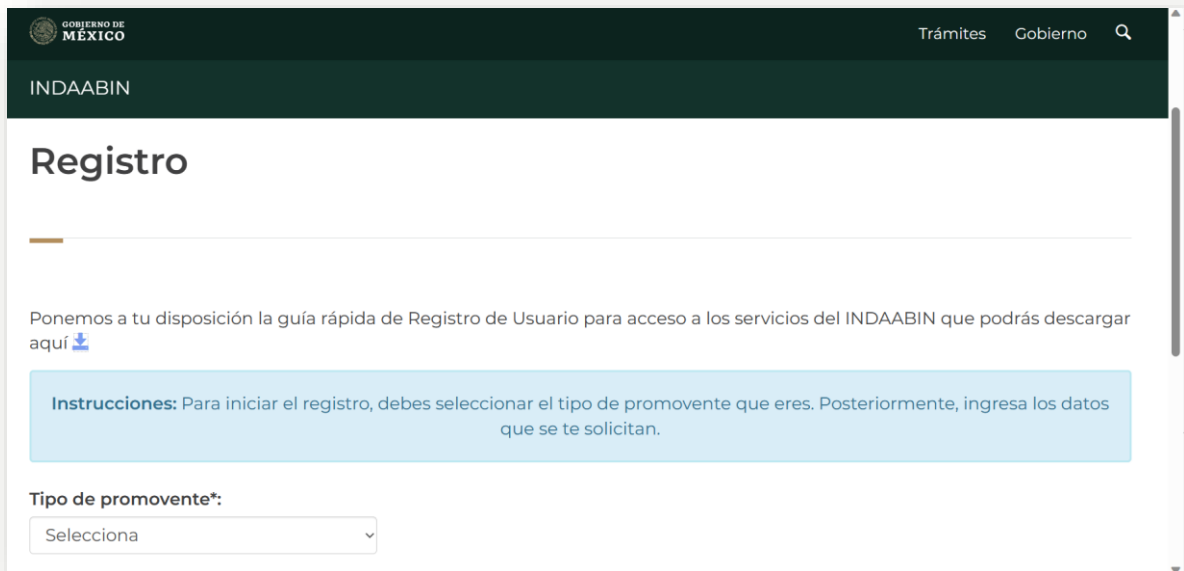 GOBIERNO DE
MÉXICO
Trámites Gobierno
INDAABIN
Registro
Ponemos a tu disposición la guía rápida de Registro de Usuario para acceso a los servicios del INDAABIN que podrás descargar
aquí
Instrucciones: Para iniciar el registro, debes seleccionar el tipo de promovente que eres. Posteriormente, ingresa los datos
que se te solicitan.
Tipo de promovente*:
Selecciona